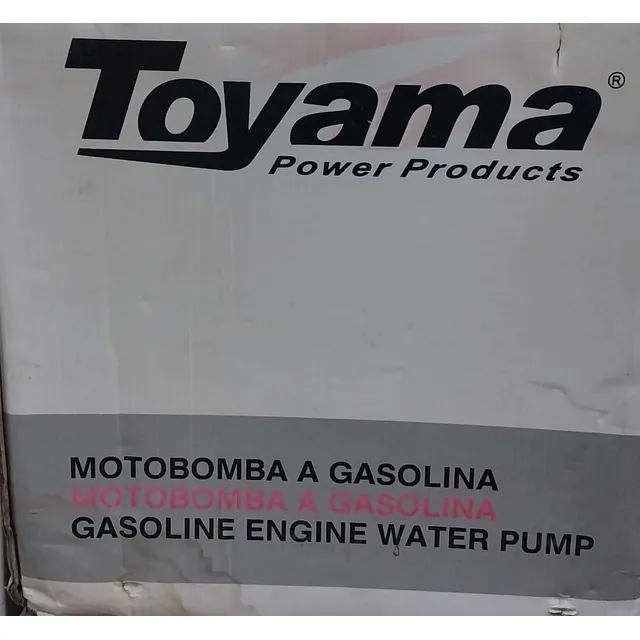 Toyama®
Power Products
MOTOBOMBA A GASOLINA
MOTOBOMBA A GASOLINA
GASOLINE ENGINE WATER PUMP